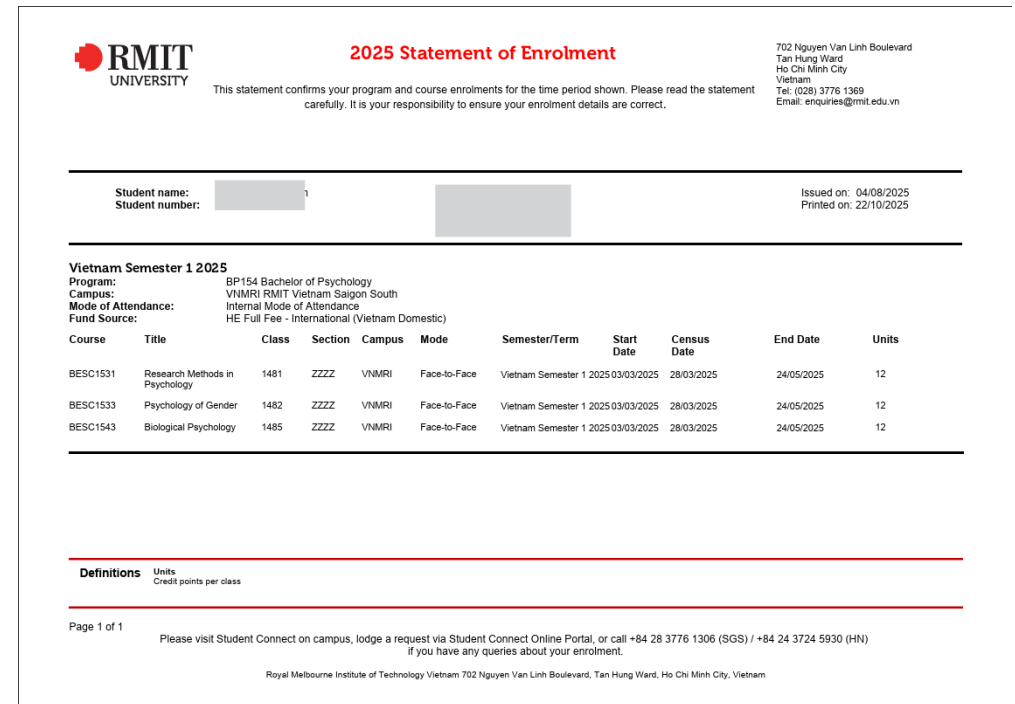 RMIT
UNIVERSITY
2025 Statement of Enrolment
This statement confirms your program and course enrolments for the time period shown. Please read the statement
carefully. It is your responsibility to ensure your enrolment details are correct.
702 Nguyen Van Linh Boulevard
Tan Hung Ward
Ho Chi Minh City
Vietnam
Tel: (028) 3776 1369
Email: enquiries@rmit.edu.vn
Student name:
Student number:
Issued on: 04/08/2025
Printed on: 22/10/2025
Vietnam Semester 1 2025
Program: BP154 Bachelor of Psychology
Campus: VNMRI RMIT Vietnam Saigon South
Mode of Attendance: Internal Mode of Attendance
Fund Source: HE Full Fee - International (Vietnam Domestic)
Course Title Class Section Campus Mode Semester/Term Start Date Census Date End Date Units
BESC1531 Research Methods in Psychology 1481 ZZZZ VNMRI Face-to-Face Vietnam Semester 1 2025 03/03/2025 28/03/2025 24/05/2025 12
BESC1533 Psychology of Gender 1482 ZZZZ VNMRI Face-to-Face Vietnam Semester 1 2025 03/03/2025 28/03/2025 24/05/2025 12
BESC1543 Biological Psychology 1485 ZZZZ VNMRI Face-to-Face Vietnam Semester 1 2025 03/03/2025 28/03/2025 24/05/2025 12
Definitions
Units
Credit points per class
Page 1 of 1
Please visit Student Connect on campus, lodge a request via Student Connect Online Portal, or call +84 28 3776 1306 (SGS) / +84 24 3724 5930 (HN)
if you have any queries about your enrolment.
Royal Melbourne Institute of Technology Vietnam 702 Nguyen Van Linh Boulevard, Tan Hung Ward, Ho Chi Minh City, Vietnam